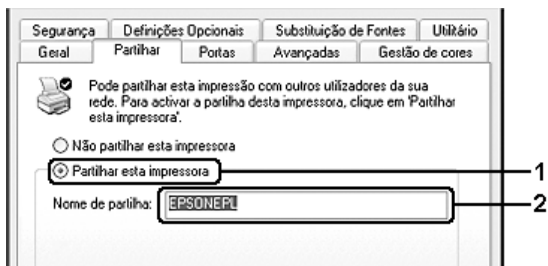 Segurança Definições Opcionais Substituição de Fontes Utilitário
Geral Partilhar Portas Avançadas Gestão de cores
Pode partilhar esta impressão com outros utilizadores da sua
rede. Para activar a partilha desta impressora, clique em 'Partilhar
esta impressora'.
Não partilhar esta impressora
Partilhar esta impressora 1
Nome de partilha: EPSONEPL 2